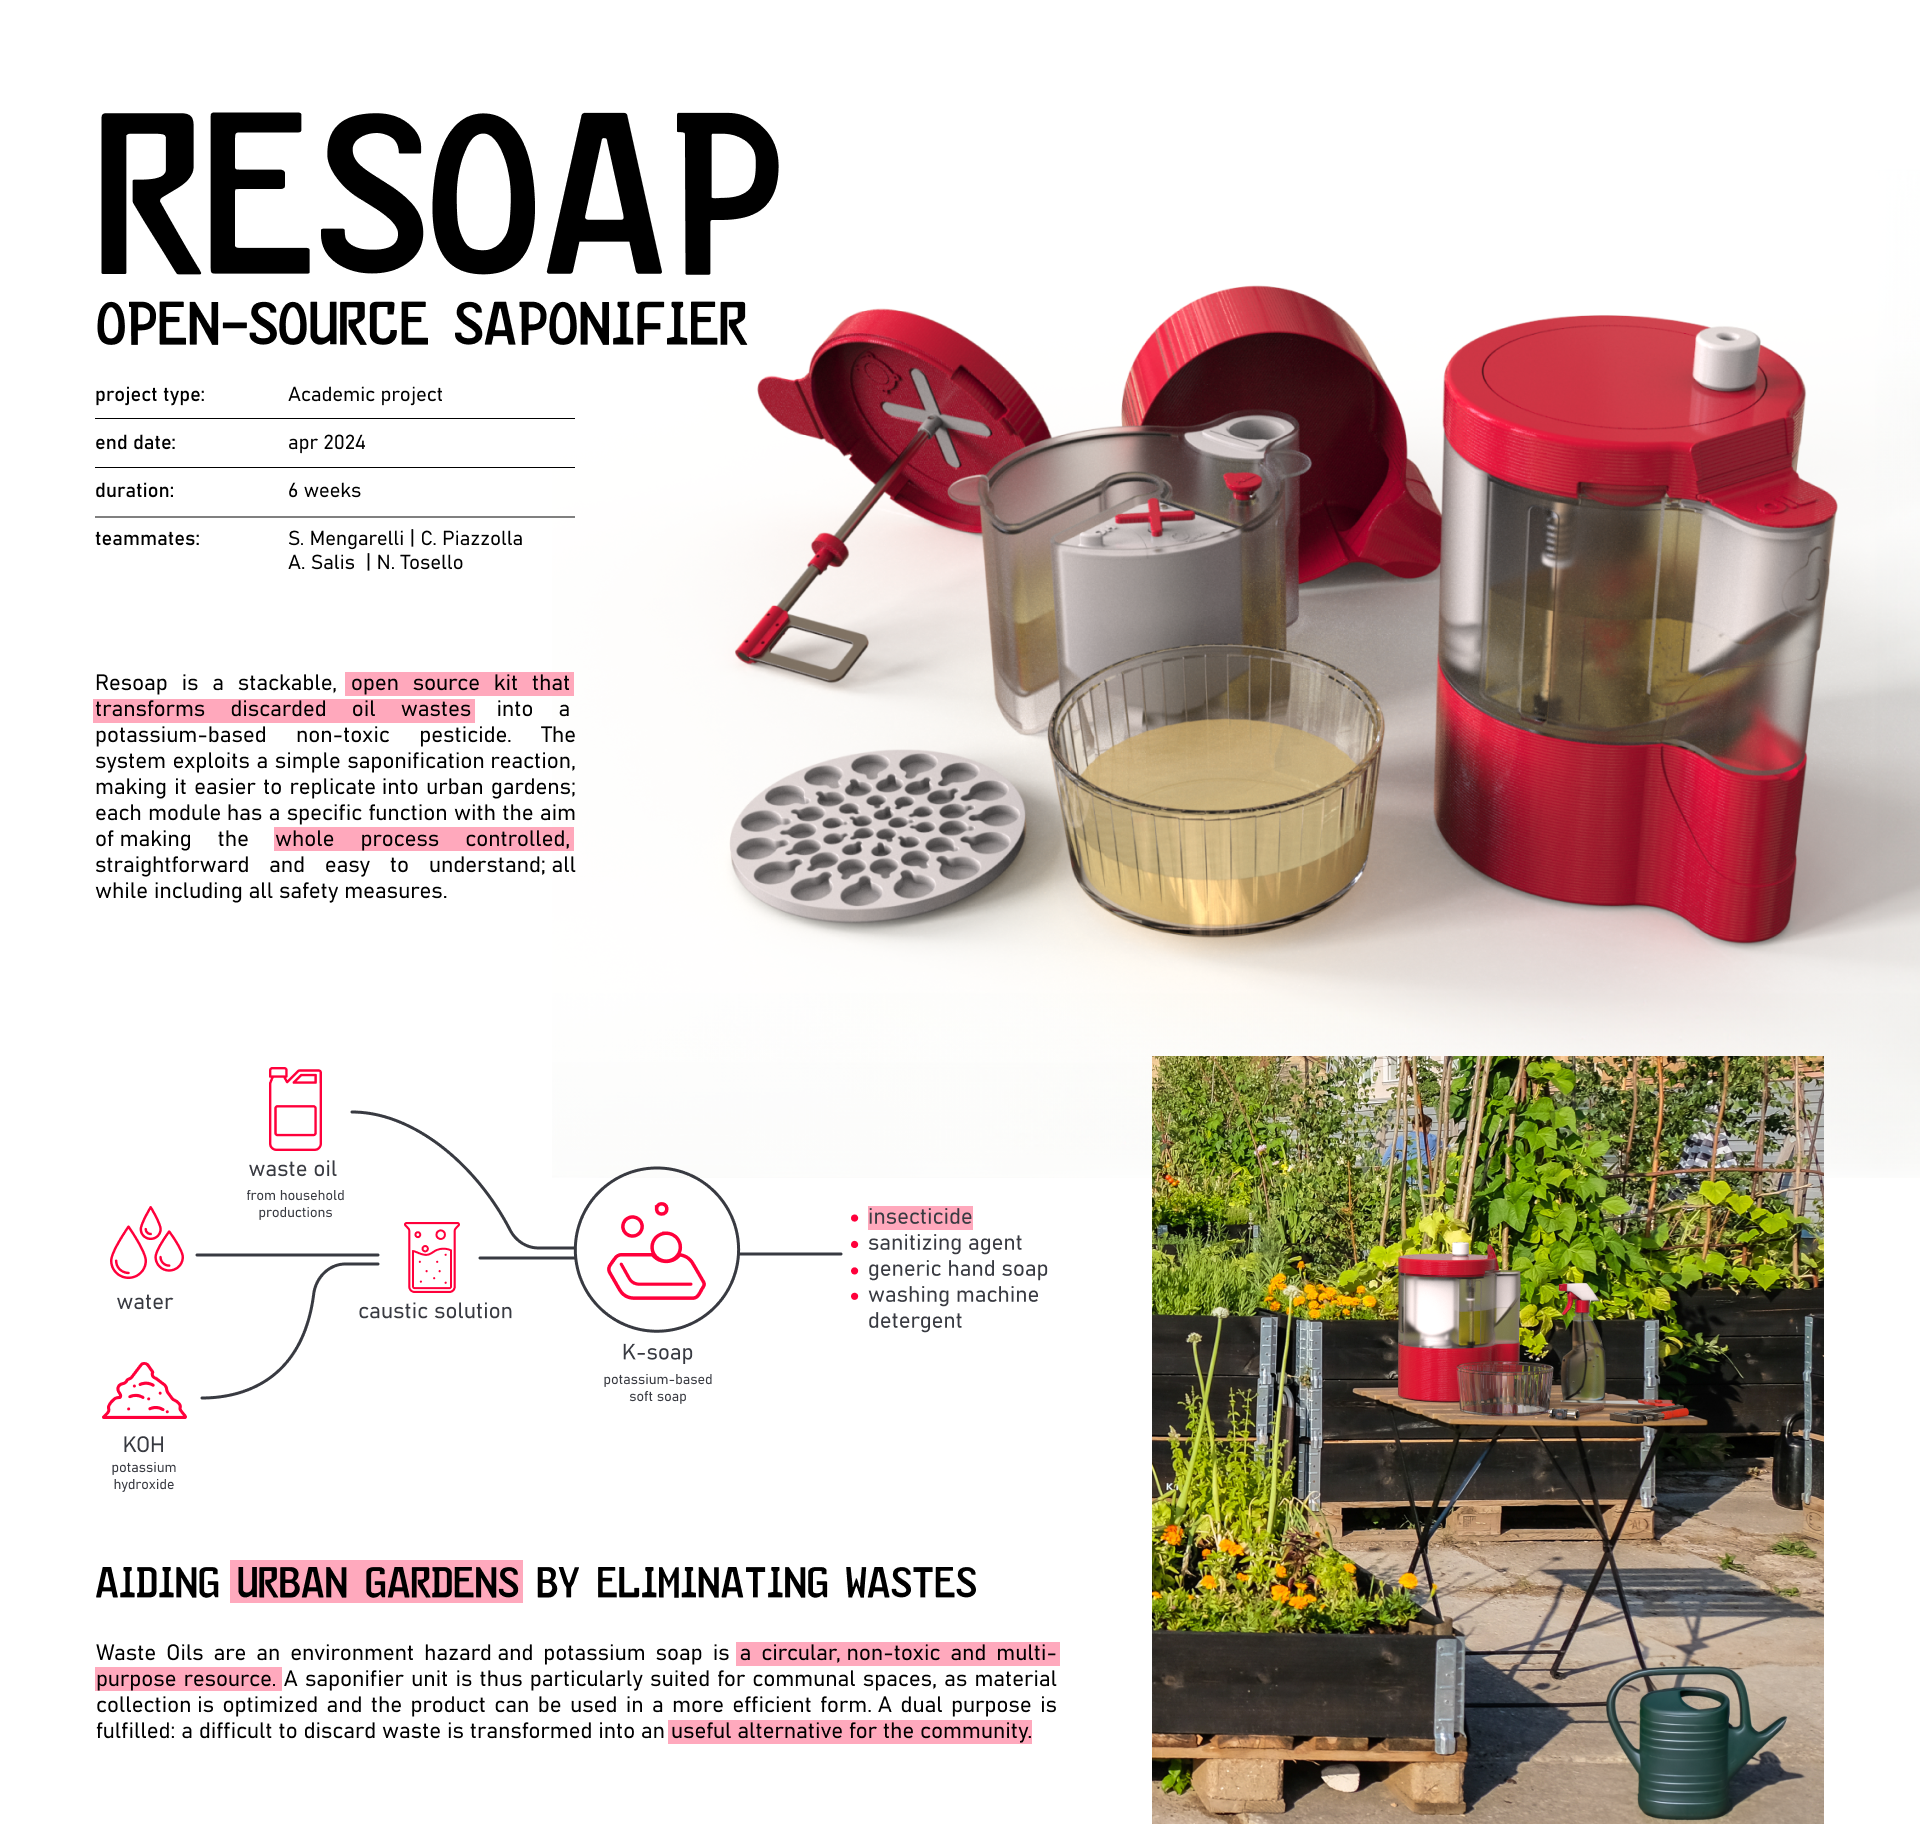 RESOAP
OPEN-SOURCE SAPONIFIER
project type: Academic project
end date: apr 2024
duration: 6 weeks
teammates: S. Mengarelli | C. Piazzolla
A. Salis | N. Tosello
Resoap is a stackable, open source kit that
transforms discarded oil wastes into a
potassium-based non-toxic pesticide. The
system exploits a simple saponification reaction,
making it easier to replicate into urban gardens;
each module has a specific function with the aim
of making the whole process controlled,
straightforward and easy to understand; all
while including all safety measures.
waste oil
from household
productions
water
caustic solution
KOH
potassium
hydroxide
K-soap
potassium-based
soft soap
• insecticide
• sanitizing agent
• generic hand soap
• washing machine
detergent
AIDING URBAN GARDENS BY ELIMINATING WASTES
Waste Oils are an environment hazard and potassium soap is a circular, non-toxic and multi-
purpose resource. A saponifier unit is thus particularly suited for communal spaces, as material
collection is optimized and the product can be used in a more efficient form. A dual purpose is
fulfilled: a difficult to discard waste is transformed into an useful alternative for the community.